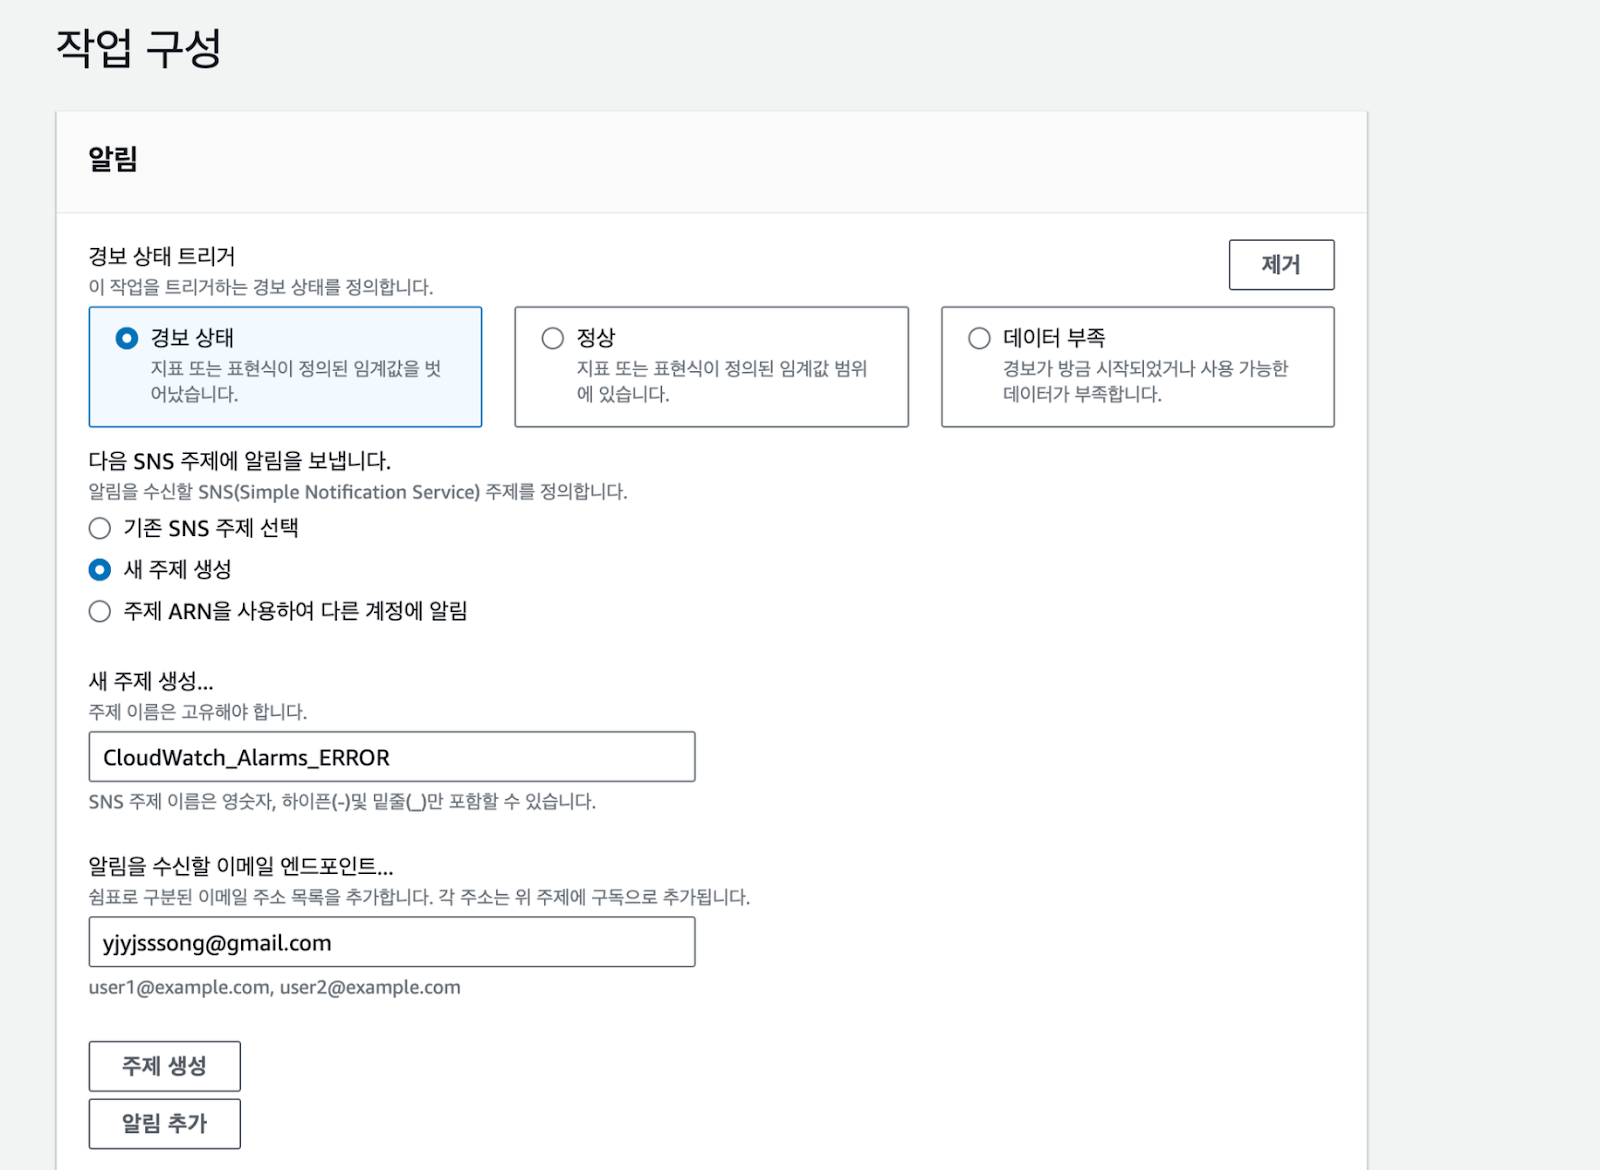 작업 구성
알림
경보 상태 트리거
이 작업을 트리거하는 경보 상태를 정의합니다.
제거
경보 상태
지표 또는 표현식이 정의된 임계값을 벗
어났습니다.
정상
지표 또는 표현식이 정의된 임계값 범위
에 있습니다.
데이터 부족
경보가 방금 시작되었거나 사용 가능한
데이터가 부족합니다.
다음 SNS 주제에 알림을 보냅니다.
알림을 수신할 SNS(Simple Notification Service) 주제를 정의합니다.
기존 SNS 주제 선택
새 주제 생성
주제 ARN을 사용하여 다른 계정에 알림
새 주제 생성...
주제 이름은 고유해야 합니다.
CloudWatch_Alarms_ERROR
SNS 주제 이름은 영숫자, 하이픈(-)및 밑줄(_)만 포함할 수 있습니다.
알림을 수신할 이메일 엔드포인트...
쉼표로 구분된 이메일 주소 목록을 추가합니다. 각 주소는 위 주제에 구독으로 추가됩니다.
yjyjsssong@gmail.com
user1@example.com, user2@example.com
주제 생성
알림 추가